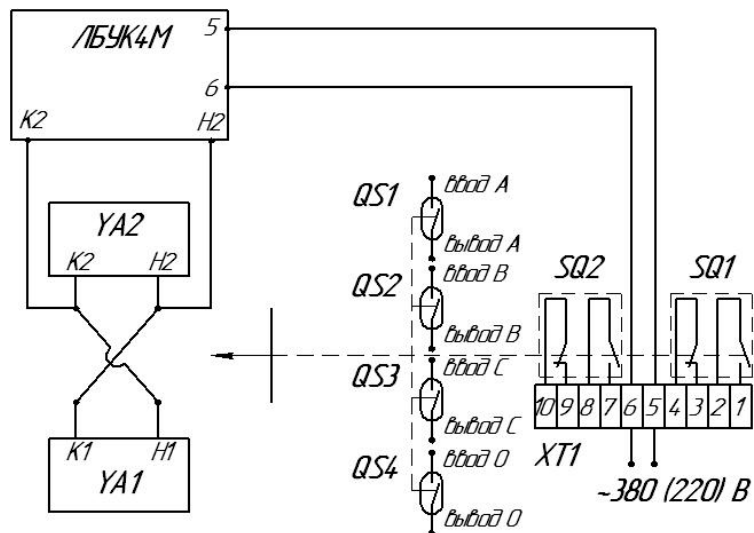 ЛБУК4М
5
6
К2
Н2
YA2
К2
Н2
К1
Н1
YA1
QS1
ввод А
вывод А
QS2
ввод В
вывод В
QS3
ввод С
вывод С
QS4
ввод О
вывод О
SQ2
SQ1
10 9 8 7 6 5 4 3 2 1
XT1
~380 (220) В